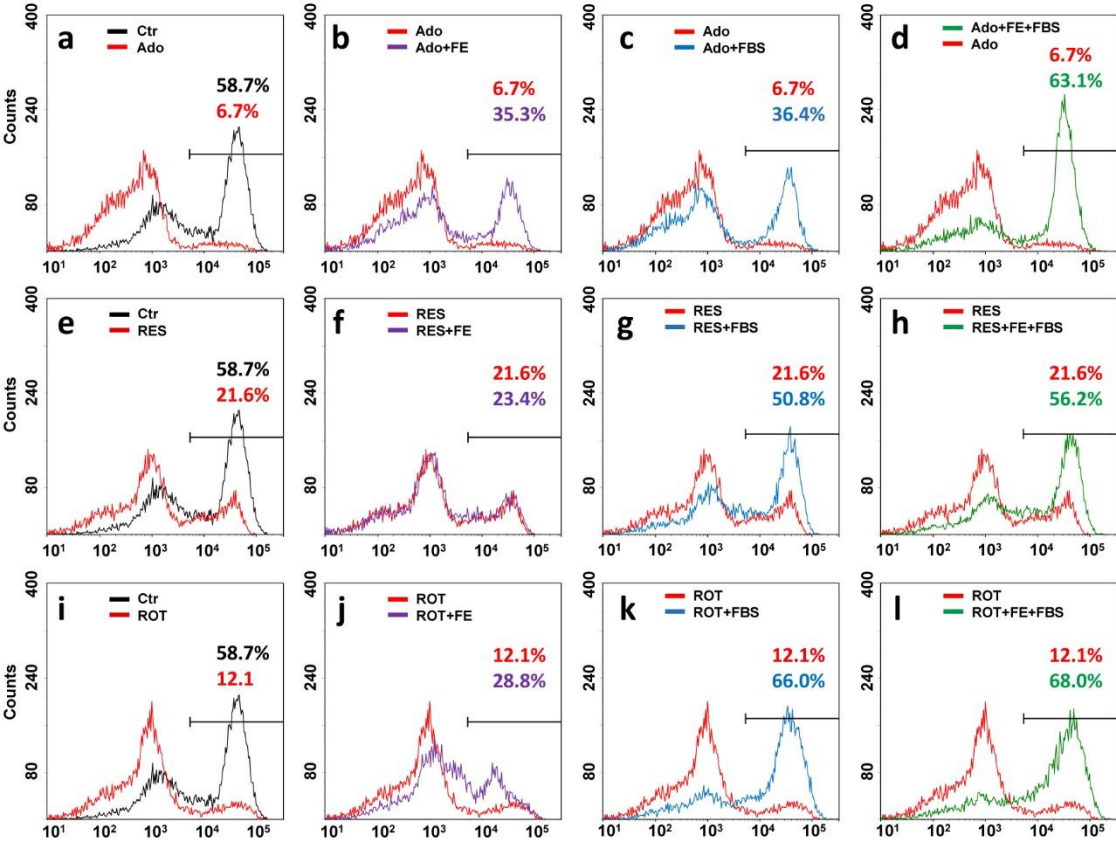 a
Ctr
Ado
58.7%
6.7%
Counts
400
240
80
10¹ 10² 10³ 10⁴ 10⁵
b
Ado
Ado+FE
6.7%
35.3%
400
240
80
10¹ 10² 10³ 10⁴ 10⁵
c
Ado
Ado+FBS
6.7%
36.4%
400
240
80
10¹ 10² 10³ 10⁴ 10⁵
d
Ado+FE+FBS
Ado
6.7%
63.1%
400
240
80
10¹ 10² 10³ 10⁴ 10⁵
e
Ctr
RES
58.7%
21.6%
Counts
400
240
80
10¹ 10² 10³ 10⁴ 10⁵
f
RES
RES+FE
21.6%
23.4%
400
240
80
10¹ 10² 10³ 10⁴ 10⁵
g
RES
RES+FBS
21.6%
50.8%
400
240
80
10¹ 10² 10³ 10⁴ 10⁵
h
RES
RES+FE+FBS
21.6%
56.2%
400
240
80
10¹ 10² 10³ 10⁴ 10⁵
i
Ctr
ROT
58.7%
12.1
Counts
400
240
80
10¹ 10² 10³ 10⁴ 10⁵
j
ROT
ROT+FE
12.1%
28.8%
400
240
80
10¹ 10² 10³ 10⁴ 10⁵
k
ROT
ROT+FBS
12.1%
66.0%
400
240
80
10¹ 10² 10³ 10⁴ 10⁵
l
ROT
ROT+FE+FBS
12.1%
68.0%
400
240
80
10¹ 10² 10³ 10⁴ 10⁵